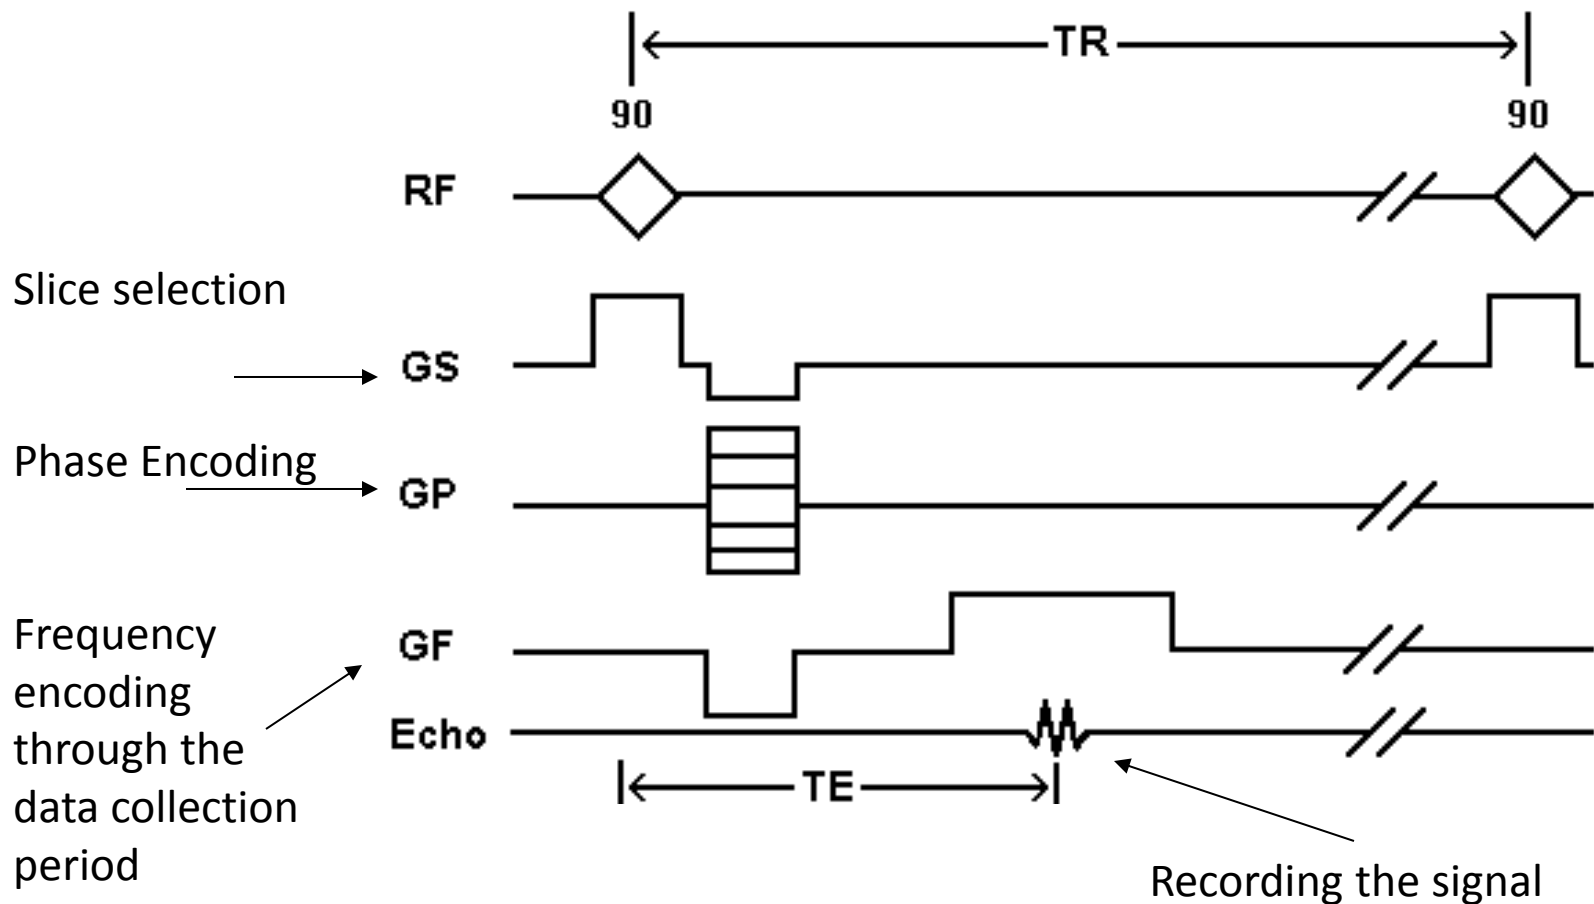 TR
90 90
RF
Slice selection
GS
Phase Encoding
GP
Frequency
encoding
through the
data collection
period
GF
Echo
TE
Recording the signal